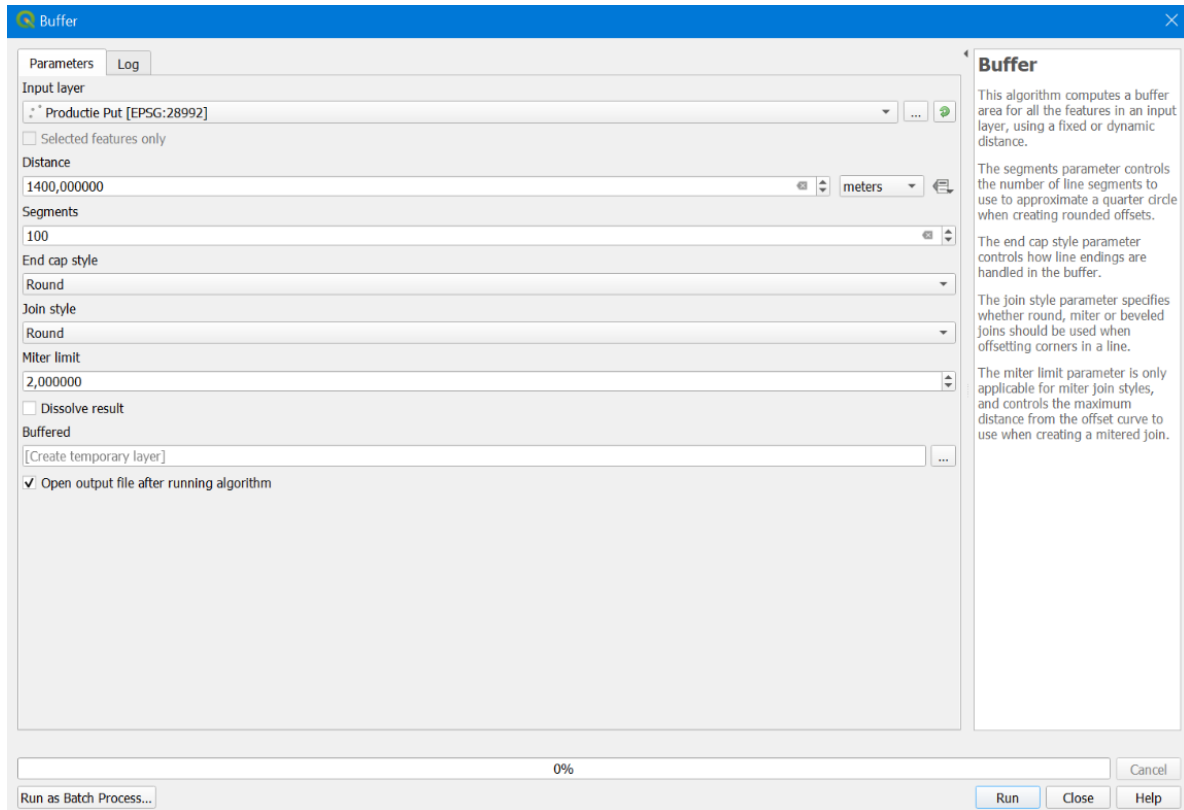 Buffer
Parameters Log
Input layer
Productie Put [EPSG:28992]
...
Selected features only
Distance
1400,000000
meters
Segments
100
End cap style
Round
Join style
Round
Miter limit
2,000000
Dissolve result
Buffered
[Create temporary layer]
...
Open output file after running algorithm
Buffer
This algorithm computes a buffer
area for all the features in an input
layer, using a fixed or dynamic
distance.
The segments parameter controls
the number of line segments to
use to approximate a quarter circle
when creating rounded offsets.
The end cap style parameter
controls how line endings are
handled in the buffer.
The join style parameter specifies
whether round, miter or beveled
joins should be used when
offsetting corners in a line.
The miter limit parameter is only
applicable for miter join styles,
and controls the maximum
distance from the offset curve to
use when creating a mitered join.
0%
Cancel
Run as Batch Process...
Run Close Help